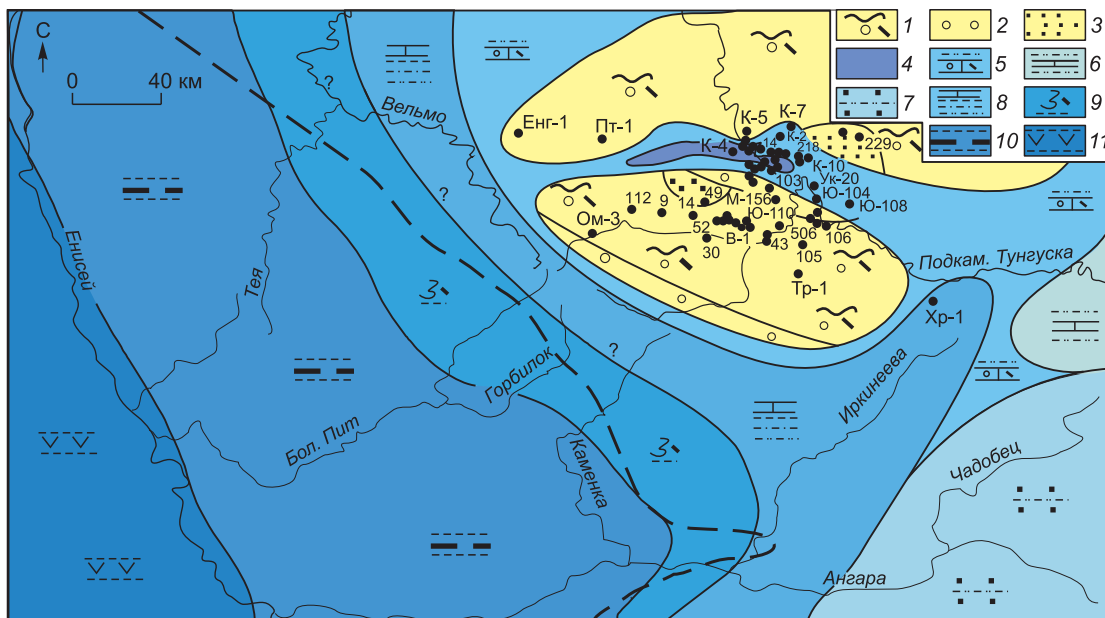 С
0 40 км
1 2 3
4 5 6
7 8 9
10 11
?
Вельмо
Енг-1
Пт-1
К-5
К-7
К-2
14
К-4
218
К-10
229
Ук-20
Ю-104
Ю-108
103
М-156
49
14
112
9
Ом-3
52
Ю-110
В-1
30
43
506
106
105
Тр-1
?
Подкам. Тунгуска
Хр-1
Енисей
Тея
?
Горбилок
Иркинеева
Бол. Пит
Каменка
Чадобец
Ангара